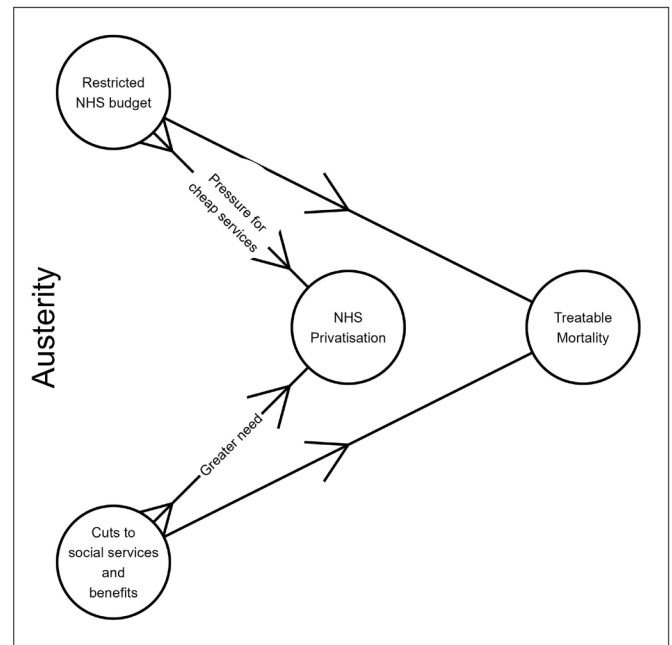 Restricted
NHS budget
Pressure for
cheap services
Austerity
NHS
Privatisation
Treatable
Mortality
Greater need
Cuts to
social services
and
benefits